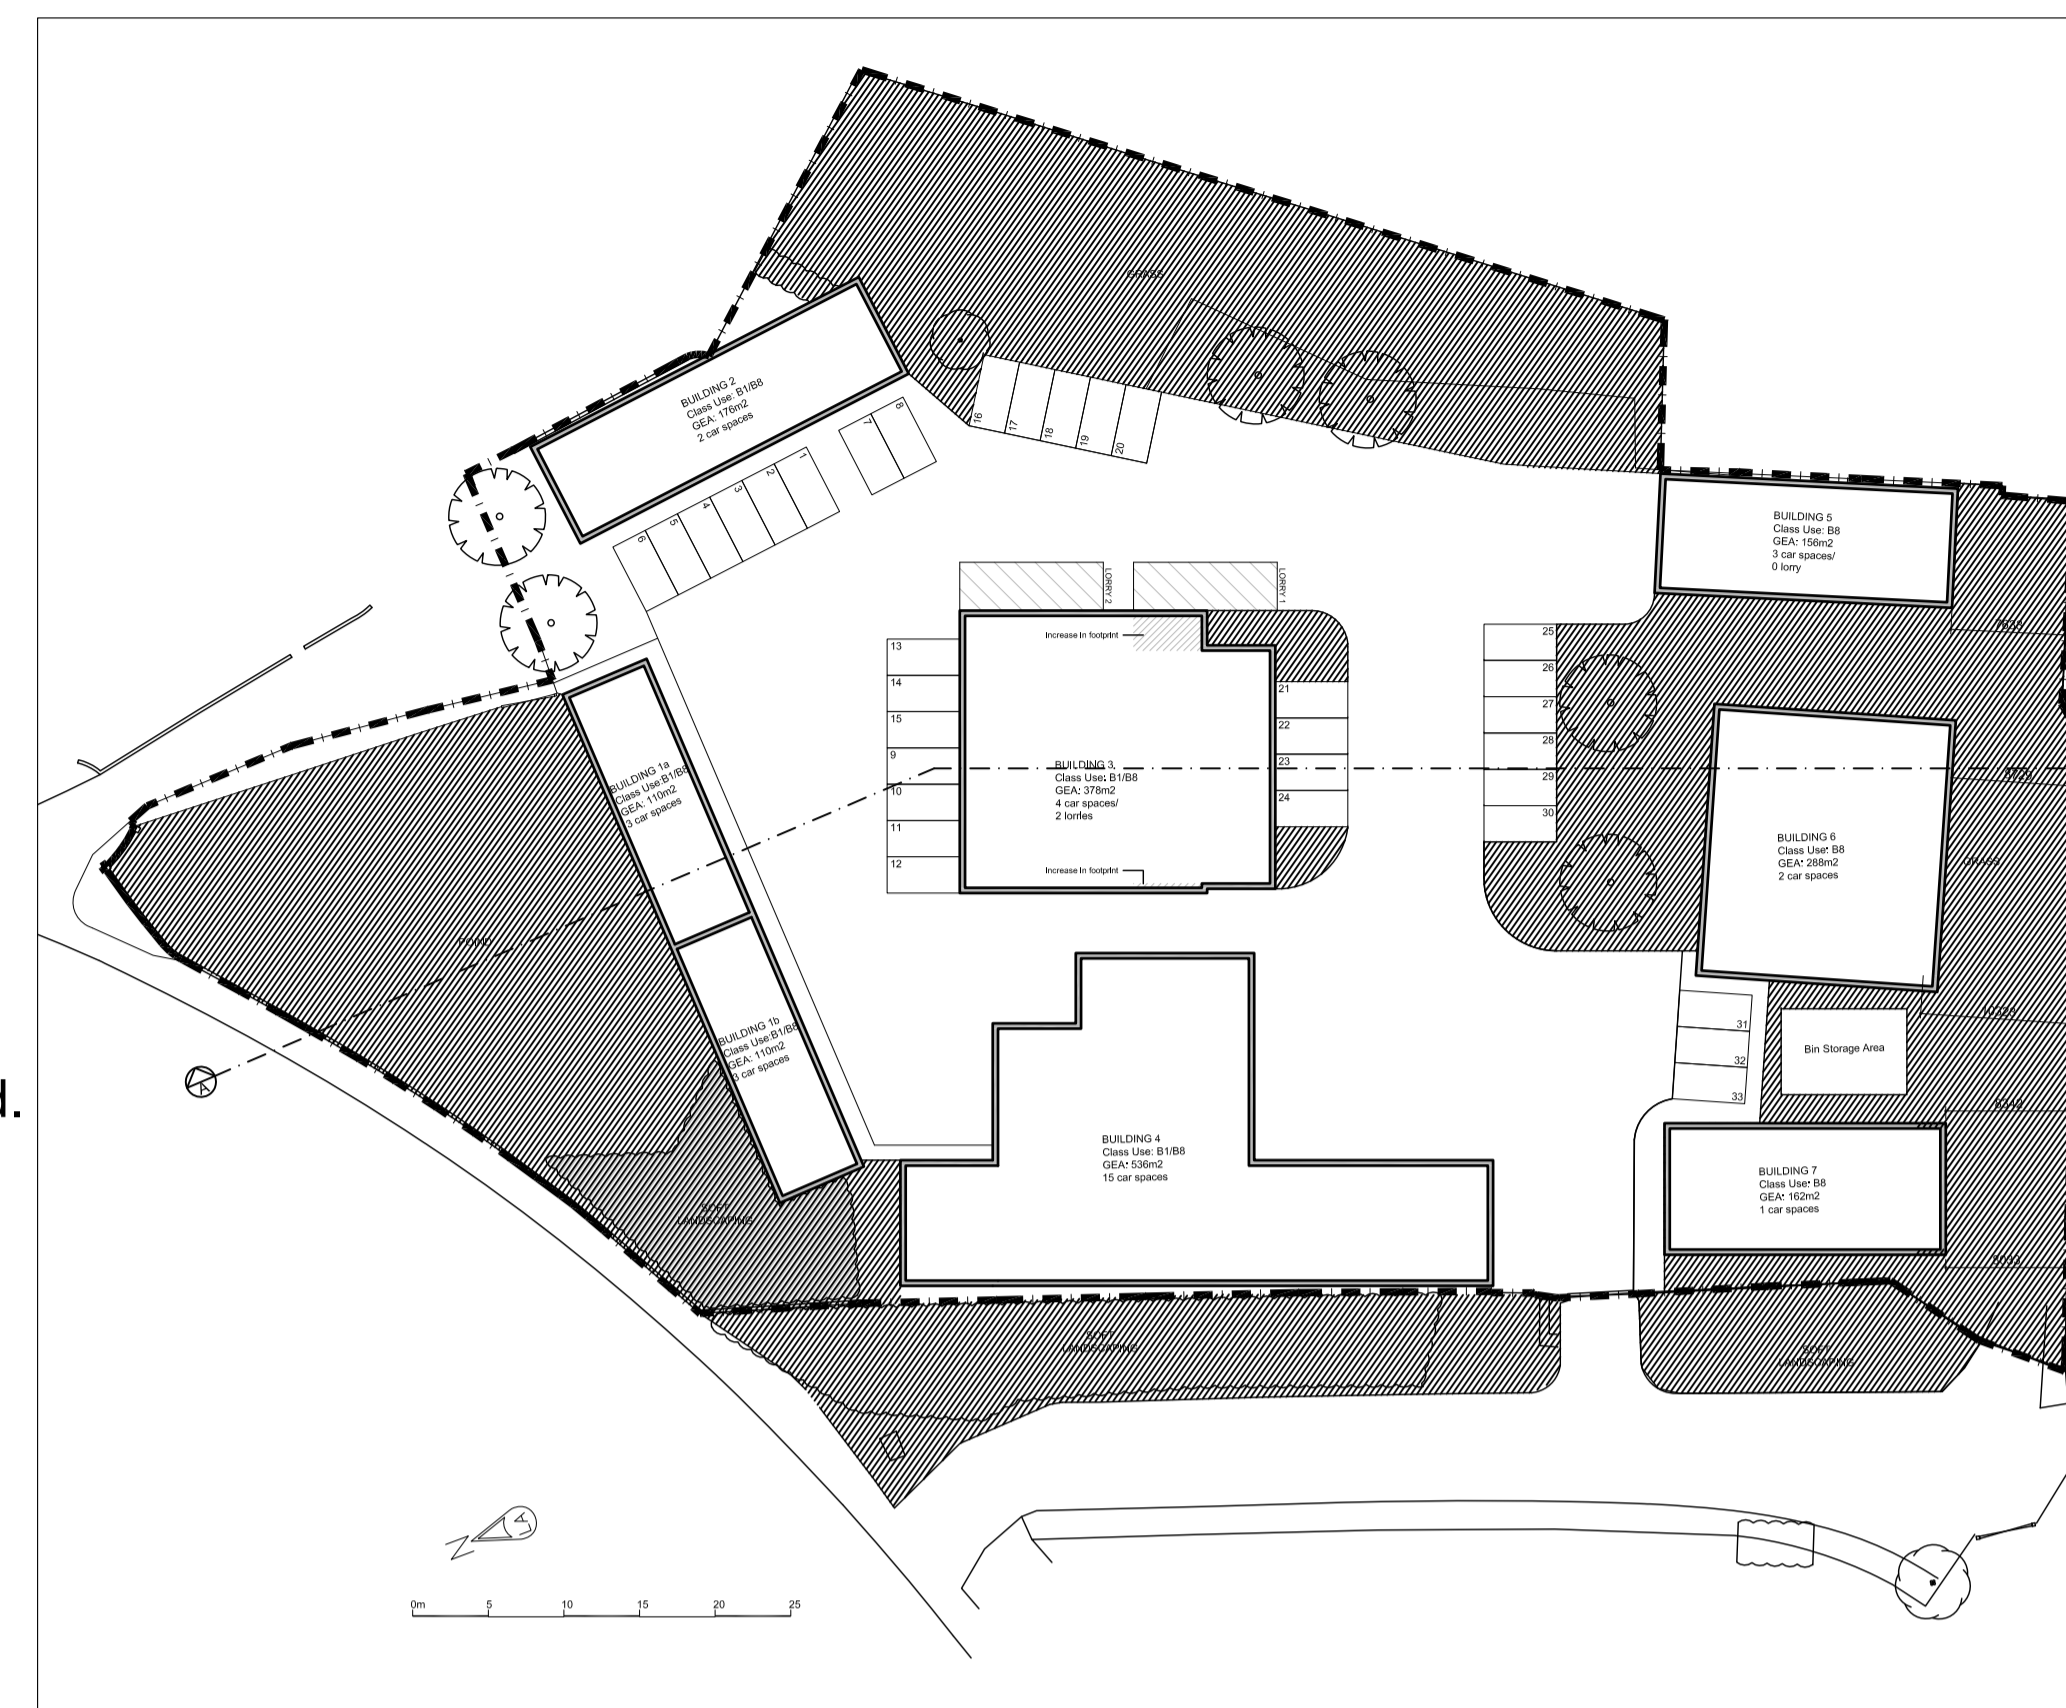 GRASS
BUILDING 2
Class Use: B1/B8
GEA: 176m2
2 car spaces
8
7
1
2
3
4
5
6
16
17
18
19
20
BUILDING 5
Class Use: B8
GEA: 156m2
3 car spaces/
0 lorry
LORRY 2
LORRY 1
Increase in footprint
13
14
15
9
10
11
12
21
22
23
24
25
26
27
28
29
30
7638
BUILDING 3
Class Use: B1/B8
GEA: 378m2
4 car spaces/
2 lorries
Increase in footprint
BUILDING 1a
Class Use:B1/B8
GEA: 110m2
3 car spaces
8729
BUILDING 6
Class Use: B8
GEA: 288m2
2 car spaces
GRASS
POND
BUILDING 1b
Class Use:B1/B8
GEA: 110m2
3 car spaces
A
d.
10323
31
32
33
Bin Storage Area
8342
BUILDING 4
Class Use: B1/B8
GEA: 536m2
15 car spaces
BUILDING 7
Class Use: B8
GEA: 162m2
1 car spaces
SOFT
LANDSCAPING
8033
SOFT
LANDSCAPING
SOFT
LANDSCAPING
N
0m 5 10 15 20 25